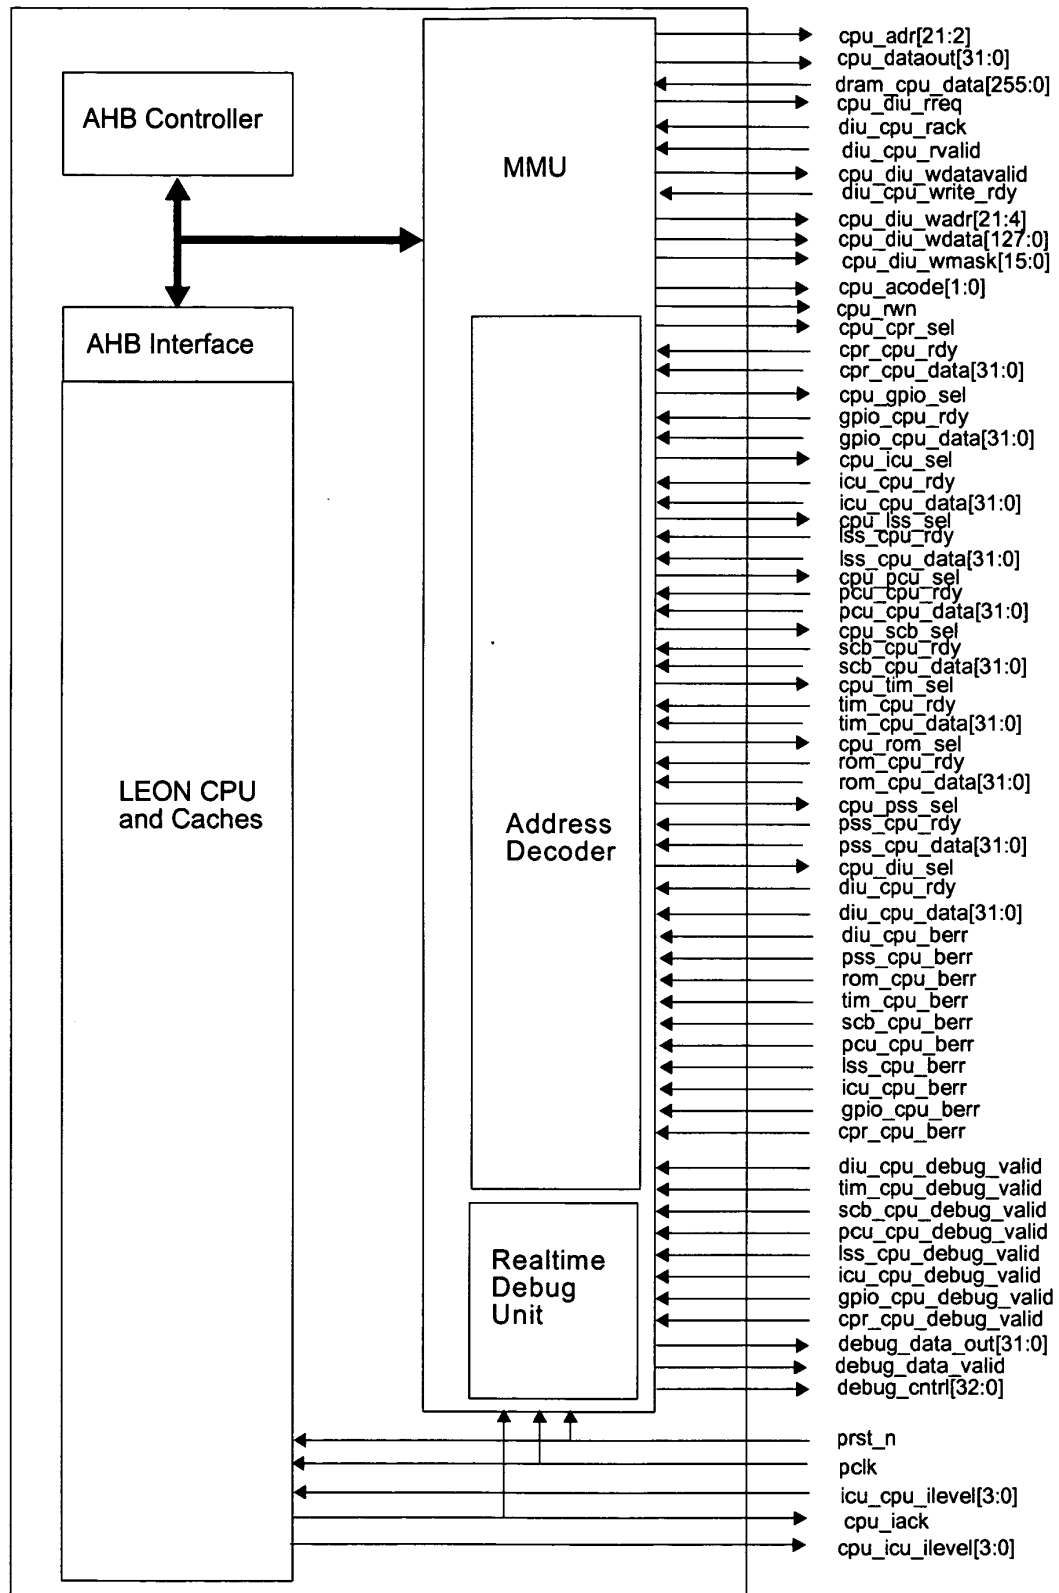 AHB Controller
AHB Interface
LEON CPU
and Caches
MMU
Address
Decoder
Realtime
Debug
Unit
cpu_adr[21:2]
cpu_dataout[31:0]
dram_cpu_data[255:0]
cpu_diu_rreq
diu_cpu_rack
diu_cpu_rvalid
cpu_diu_wdatavalid
diu_cpu_write_rdy
cpu_diu_wadr[21:4]
cpu_diu_wdata[127:0]
cpu_diu_wmask[15:0]
cpu_acode[1:0]
cpu_rwn
cpu_cpr_sel
cpr_cpu_rdy
cpr_cpu_data[31:0]
cpu_gpio_sel
gpio_cpu_rdy
gpio_cpu_data[31:0]
cpu_icu_sel
icu_cpu_rdy
icu_cpu_data[31:0]
cpu_lss_sel
lss_cpu_rdy
lss_cpu_data[31:0]
cpu_pcu_sel
pcu_cpu_rdy
pcu_cpu_data[31:0]
cpu_scb_sel
scb_cpu_rdy
scb_cpu_data[31:0]
cpu_tim_sel
tim_cpu_rdy
tim_cpu_data[31:0]
cpu_rom_sel
rom_cpu_rdy
rom_cpu_data[31:0]
cpu_pss_sel
pss_cpu_rdy
pss_cpu_data[31:0]
cpu_diu_sel
diu_cpu_rdy
diu_cpu_data[31:0]
diu_cpu_berr
pss_cpu_berr
rom_cpu_berr
tim_cpu_berr
scb_cpu_berr
pcu_cpu_berr
lss_cpu_berr
icu_cpu_berr
gpio_cpu_berr
cpr_cpu_berr
diu_cpu_debug_valid
tim_cpu_debug_valid
scb_cpu_debug_valid
pcu_cpu_debug_valid
lss_cpu_debug_valid
icu_cpu_debug_valid
gpio_cpu_debug_valid
cpr_cpu_debug_valid
debug_data_out[31:0]
debug_data_valid
debug_cntrl[32:0]
prst_n
pclk
icu_cpu_ilevel[3:0]
cpu_iack
cpu_icu_ilevel[3:0]